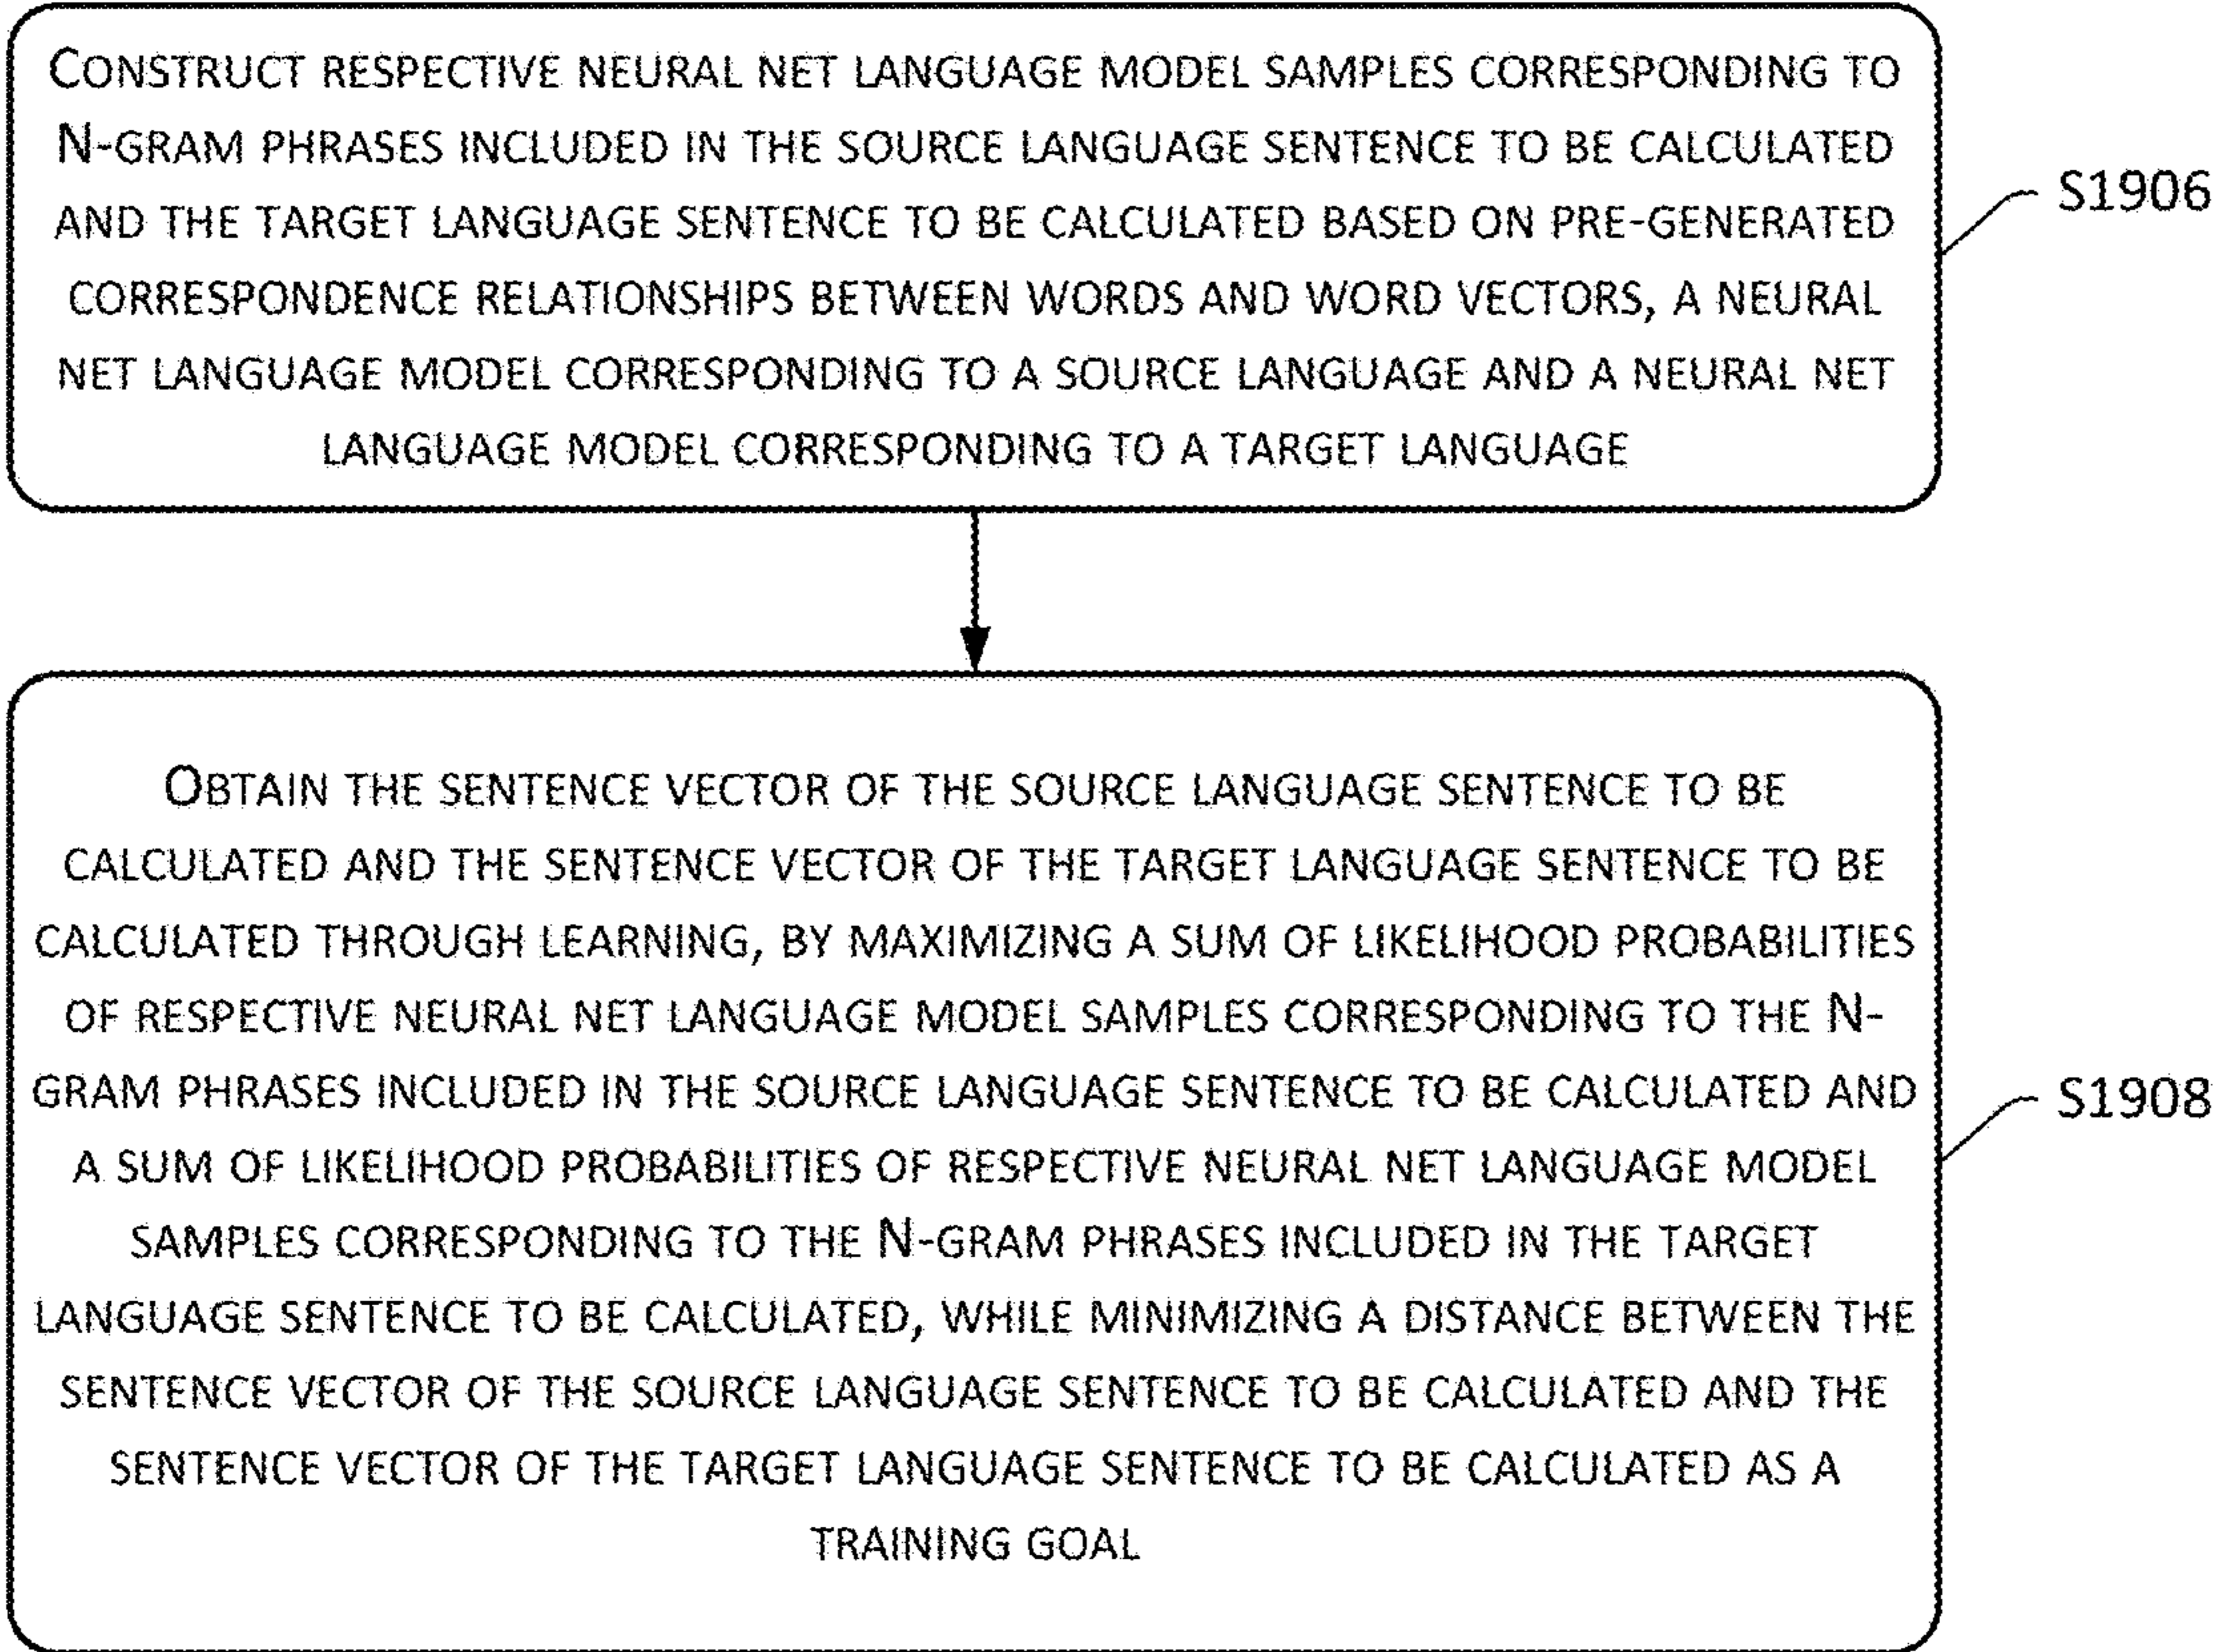 CONSTRUCT RESPECTIVE NEURAL NET LANGUAGE MODEL SAMPLES CORRESPONDING TO
N-GRAM PHRASES INCLUDED IN THE SOURCE LANGUAGE SENTENCE TO BE CALCULATED
AND THE TARGET LANGUAGE SENTENCE TO BE CALCULATED BASED ON PRE-GENERATED
CORRESPONDENCE RELATIONSHIPS BETWEEN WORDS AND WORD VECTORS, A NEURAL
NET LANGUAGE MODEL CORRESPONDING TO A SOURCE LANGUAGE AND A NEURAL NET
LANGUAGE MODEL CORRESPONDING TO A TARGET LANGUAGE
S1906
OBTAIN THE SENTENCE VECTOR OF THE SOURCE LANGUAGE SENTENCE TO BE
CALCULATED AND THE SENTENCE VECTOR OF THE TARGET LANGUAGE SENTENCE TO BE
CALCULATED THROUGH LEARNING, BY MAXIMIZING A SUM OF LIKELIHOOD PROBABILITIES
OF RESPECTIVE NEURAL NET LANGUAGE MODEL SAMPLES CORRESPONDING TO THE N-
GRAM PHRASES INCLUDED IN THE SOURCE LANGUAGE SENTENCE TO BE CALCULATED AND
A SUM OF LIKELIHOOD PROBABILITIES OF RESPECTIVE NEURAL NET LANGUAGE MODEL
SAMPLES CORRESPONDING TO THE N-GRAM PHRASES INCLUDED IN THE TARGET
LANGUAGE SENTENCE TO BE CALCULATED, WHILE MINIMIZING A DISTANCE BETWEEN THE
SENTENCE VECTOR OF THE SOURCE LANGUAGE SENTENCE TO BE CALCULATED AND THE
SENTENCE VECTOR OF THE TARGET LANGUAGE SENTENCE TO BE CALCULATED AS A
TRAINING GOAL
S1908